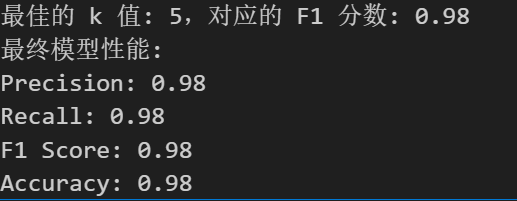 最佳的 k 值: 5，对应的 F1 分数: 0.98
最终模型性能:
Precision: 0.98
Recall: 0.98
F1 Score: 0.98
Accuracy: 0.98